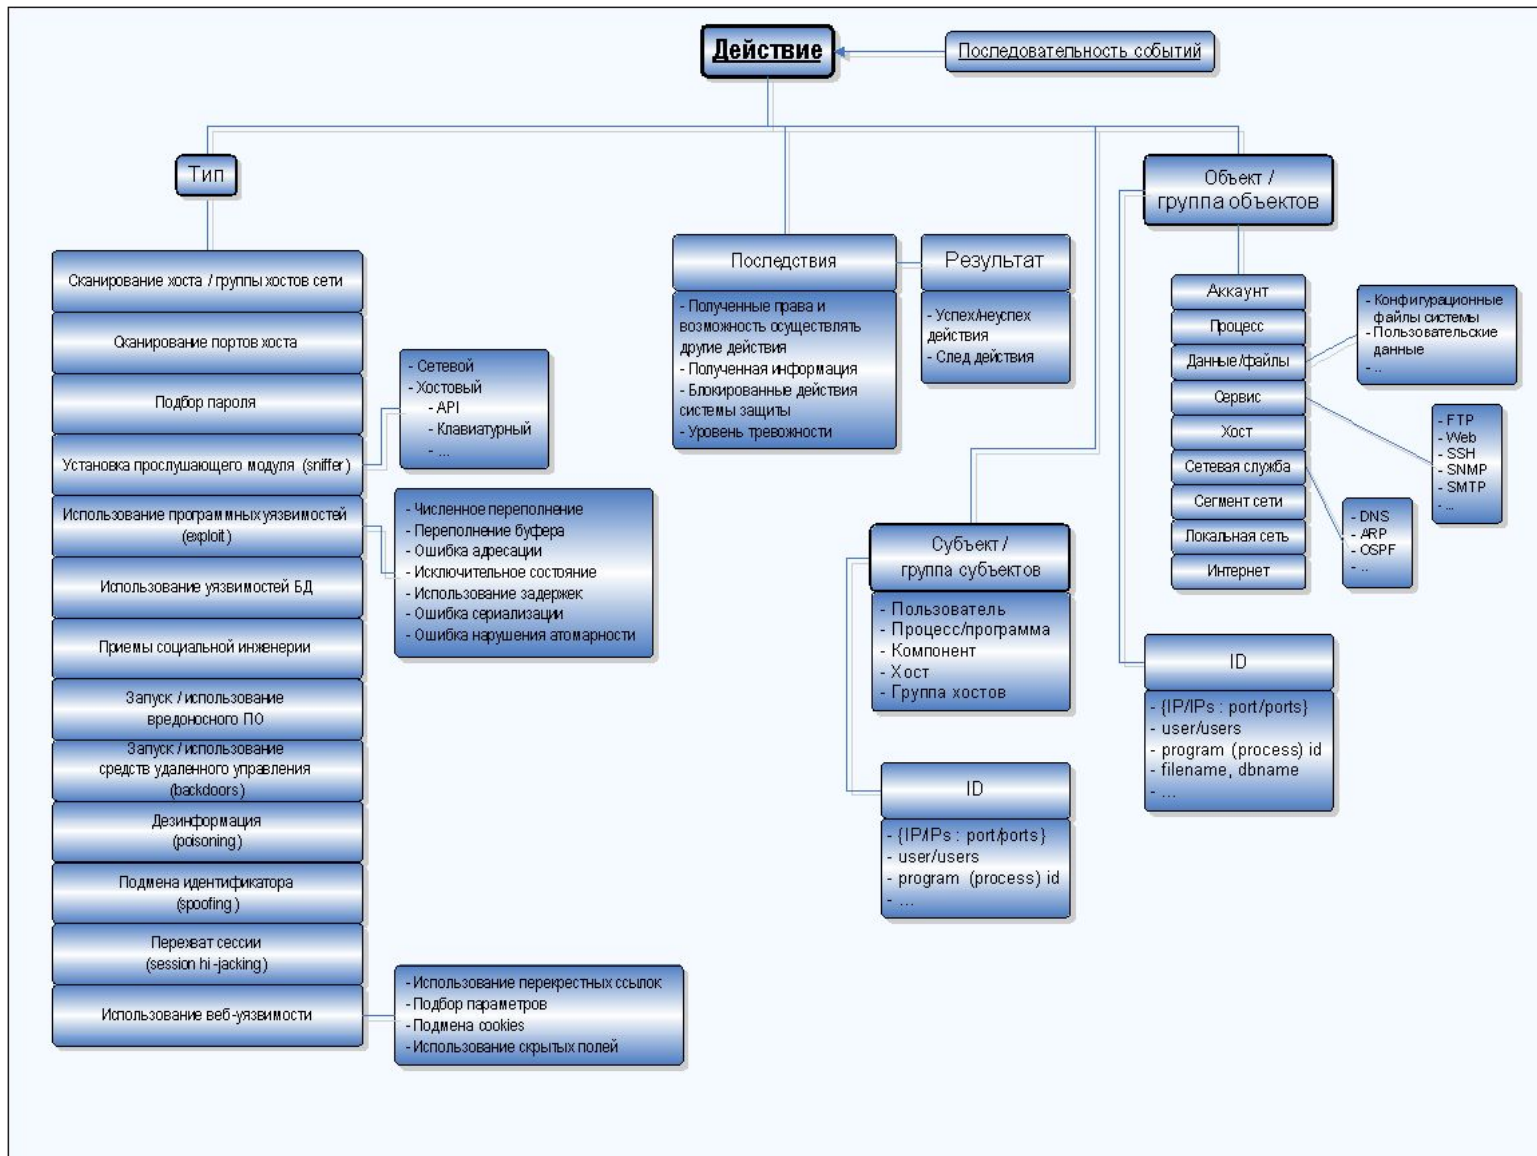 Действие
Последовательность событий
Тип
Сканирование хоста / группы хостов сети
Сканирование портов хоста
Подбор пароля
Установка прослушающего модуля (sniffer)
Использование программных уязвимостей
(exploit)
Использование уязвимостей БД
Приемы социальной инженерии
Запуск / использование
вредоносного ПО
Запуск / использование
средств удаленного управления
(backdoors)
Дезинформация
(poisoning)
Подмена идентификатора
(spoofing)
Перехват сессии
(session hi-jacking)
Использование веб-уязвимости
- Сетевой
- Хостовый
- API
- Клавиатурный
- ...
- Численное переполнение
- Переполнение буфера
- Ошибка адресации
- Исключительное состояние
- Использование задержек
- Ошибка сериализации
- Ошибка нарушения атомарности
- Использование перекрестных ссылок
- Подбор параметров
- Подмена cookies
- Использование скрытых полей
Последствия
- Полученные права и
возможность осуществлять
другие действия
- Полученная информация
- Блокированные действия
системы защиты
- Уровень тревожности
Результат
- Успех/неуспех
действия
- След действия
Субъект /
группа субъектов
- Пользователь
- Процесс/программа
- Компонент
- Хост
- Группа хостов
ID
- {IP/IPs : port/ports}
- user/users
- program (process) id
- ...
Объект /
группа объектов
Аккаунт
Процесс
Данные/файлы
Сервис
Хост
Сетевая служба
Сегмент сети
Локальная сеть
Интернет
- Конфигурационные
файлы системы
- Пользовательские
данные
- ..
- FTP
- Web
- SSH
- SNMP
- SMTP
- ...
- DNS
- ARP
- OSPF
- ..
ID
- {IP/IPs : port/ports}
- user/users
- program (process) id
- filename, dbname
- ...